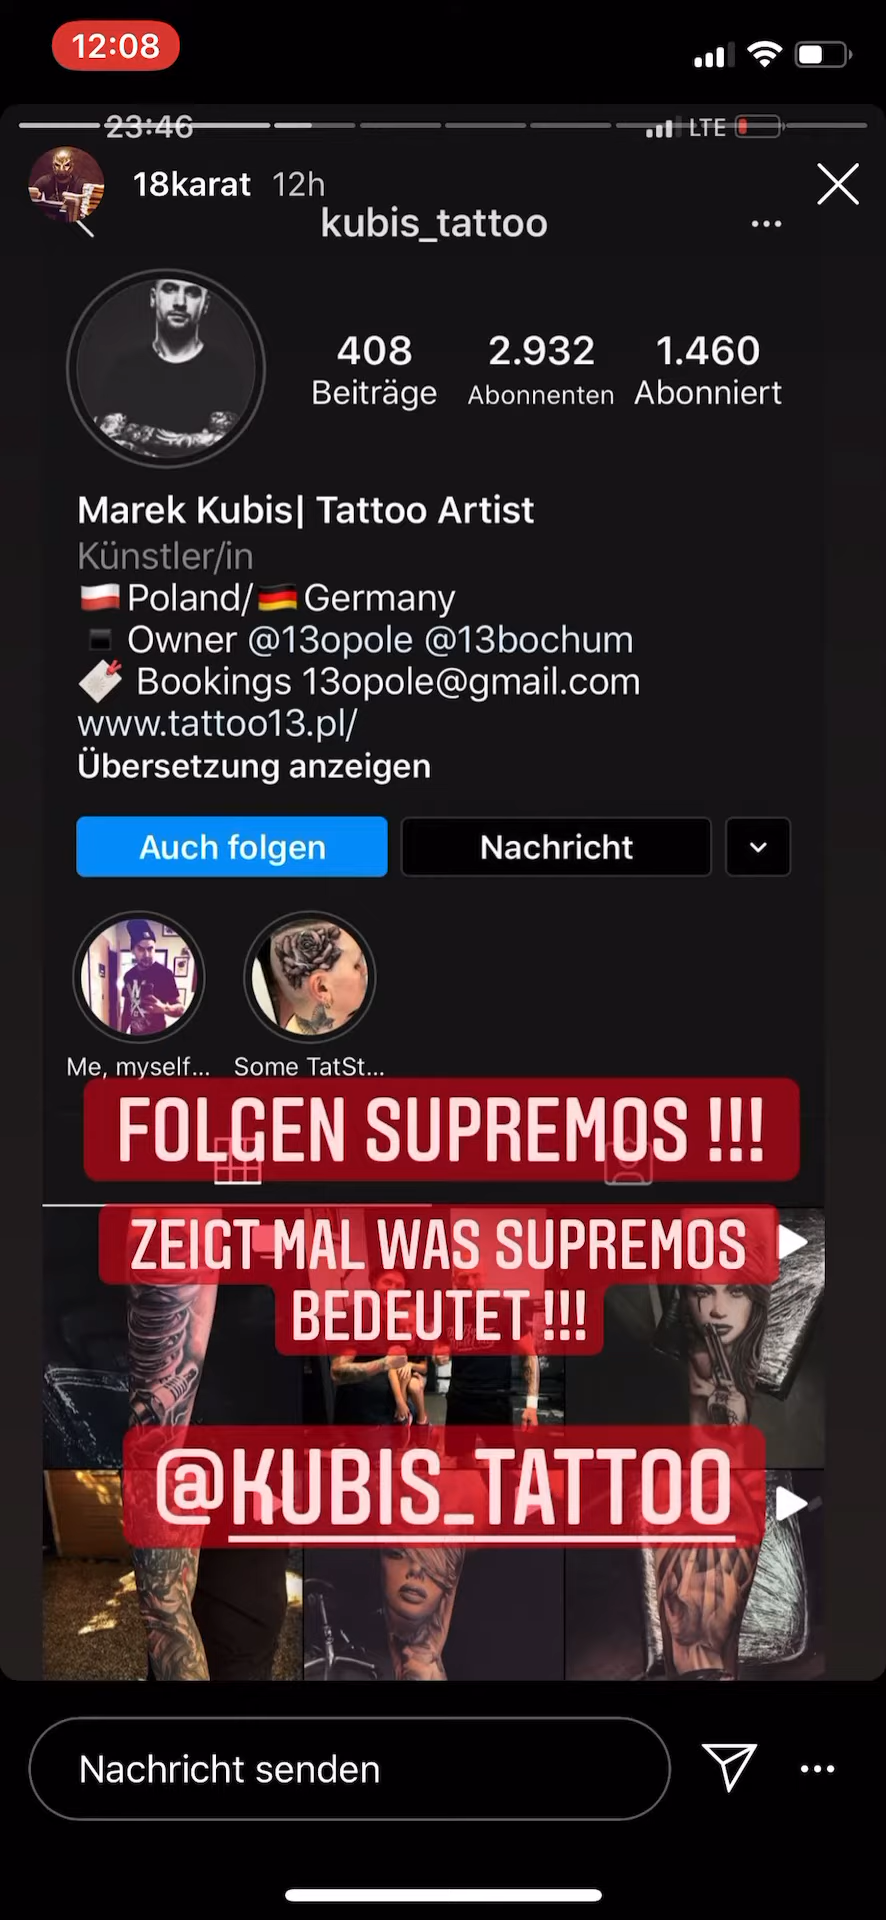 12:08
23:46
LTE
18karat 12h
kubis_tattoo
408 2.932 1.460
Beiträge Abonnenten Abonniert
Marek Kubis| Tattoo Artist
Künstler/in
🇵🇱Poland/🇩🇪Germany
Owner @13opole @13bochum
Bookings 13opole@gmail.com
www.tattoo13.pl/
Übersetzung anzeigen
Auch folgen Nachricht
Me, myself... Some TatSt...
FOLGEN SUPREMOS !!!
ZEIGT MAL WAS SUPREMOS
BEDEUTET !!!
@KUBIS_TATTOO
Nachricht senden